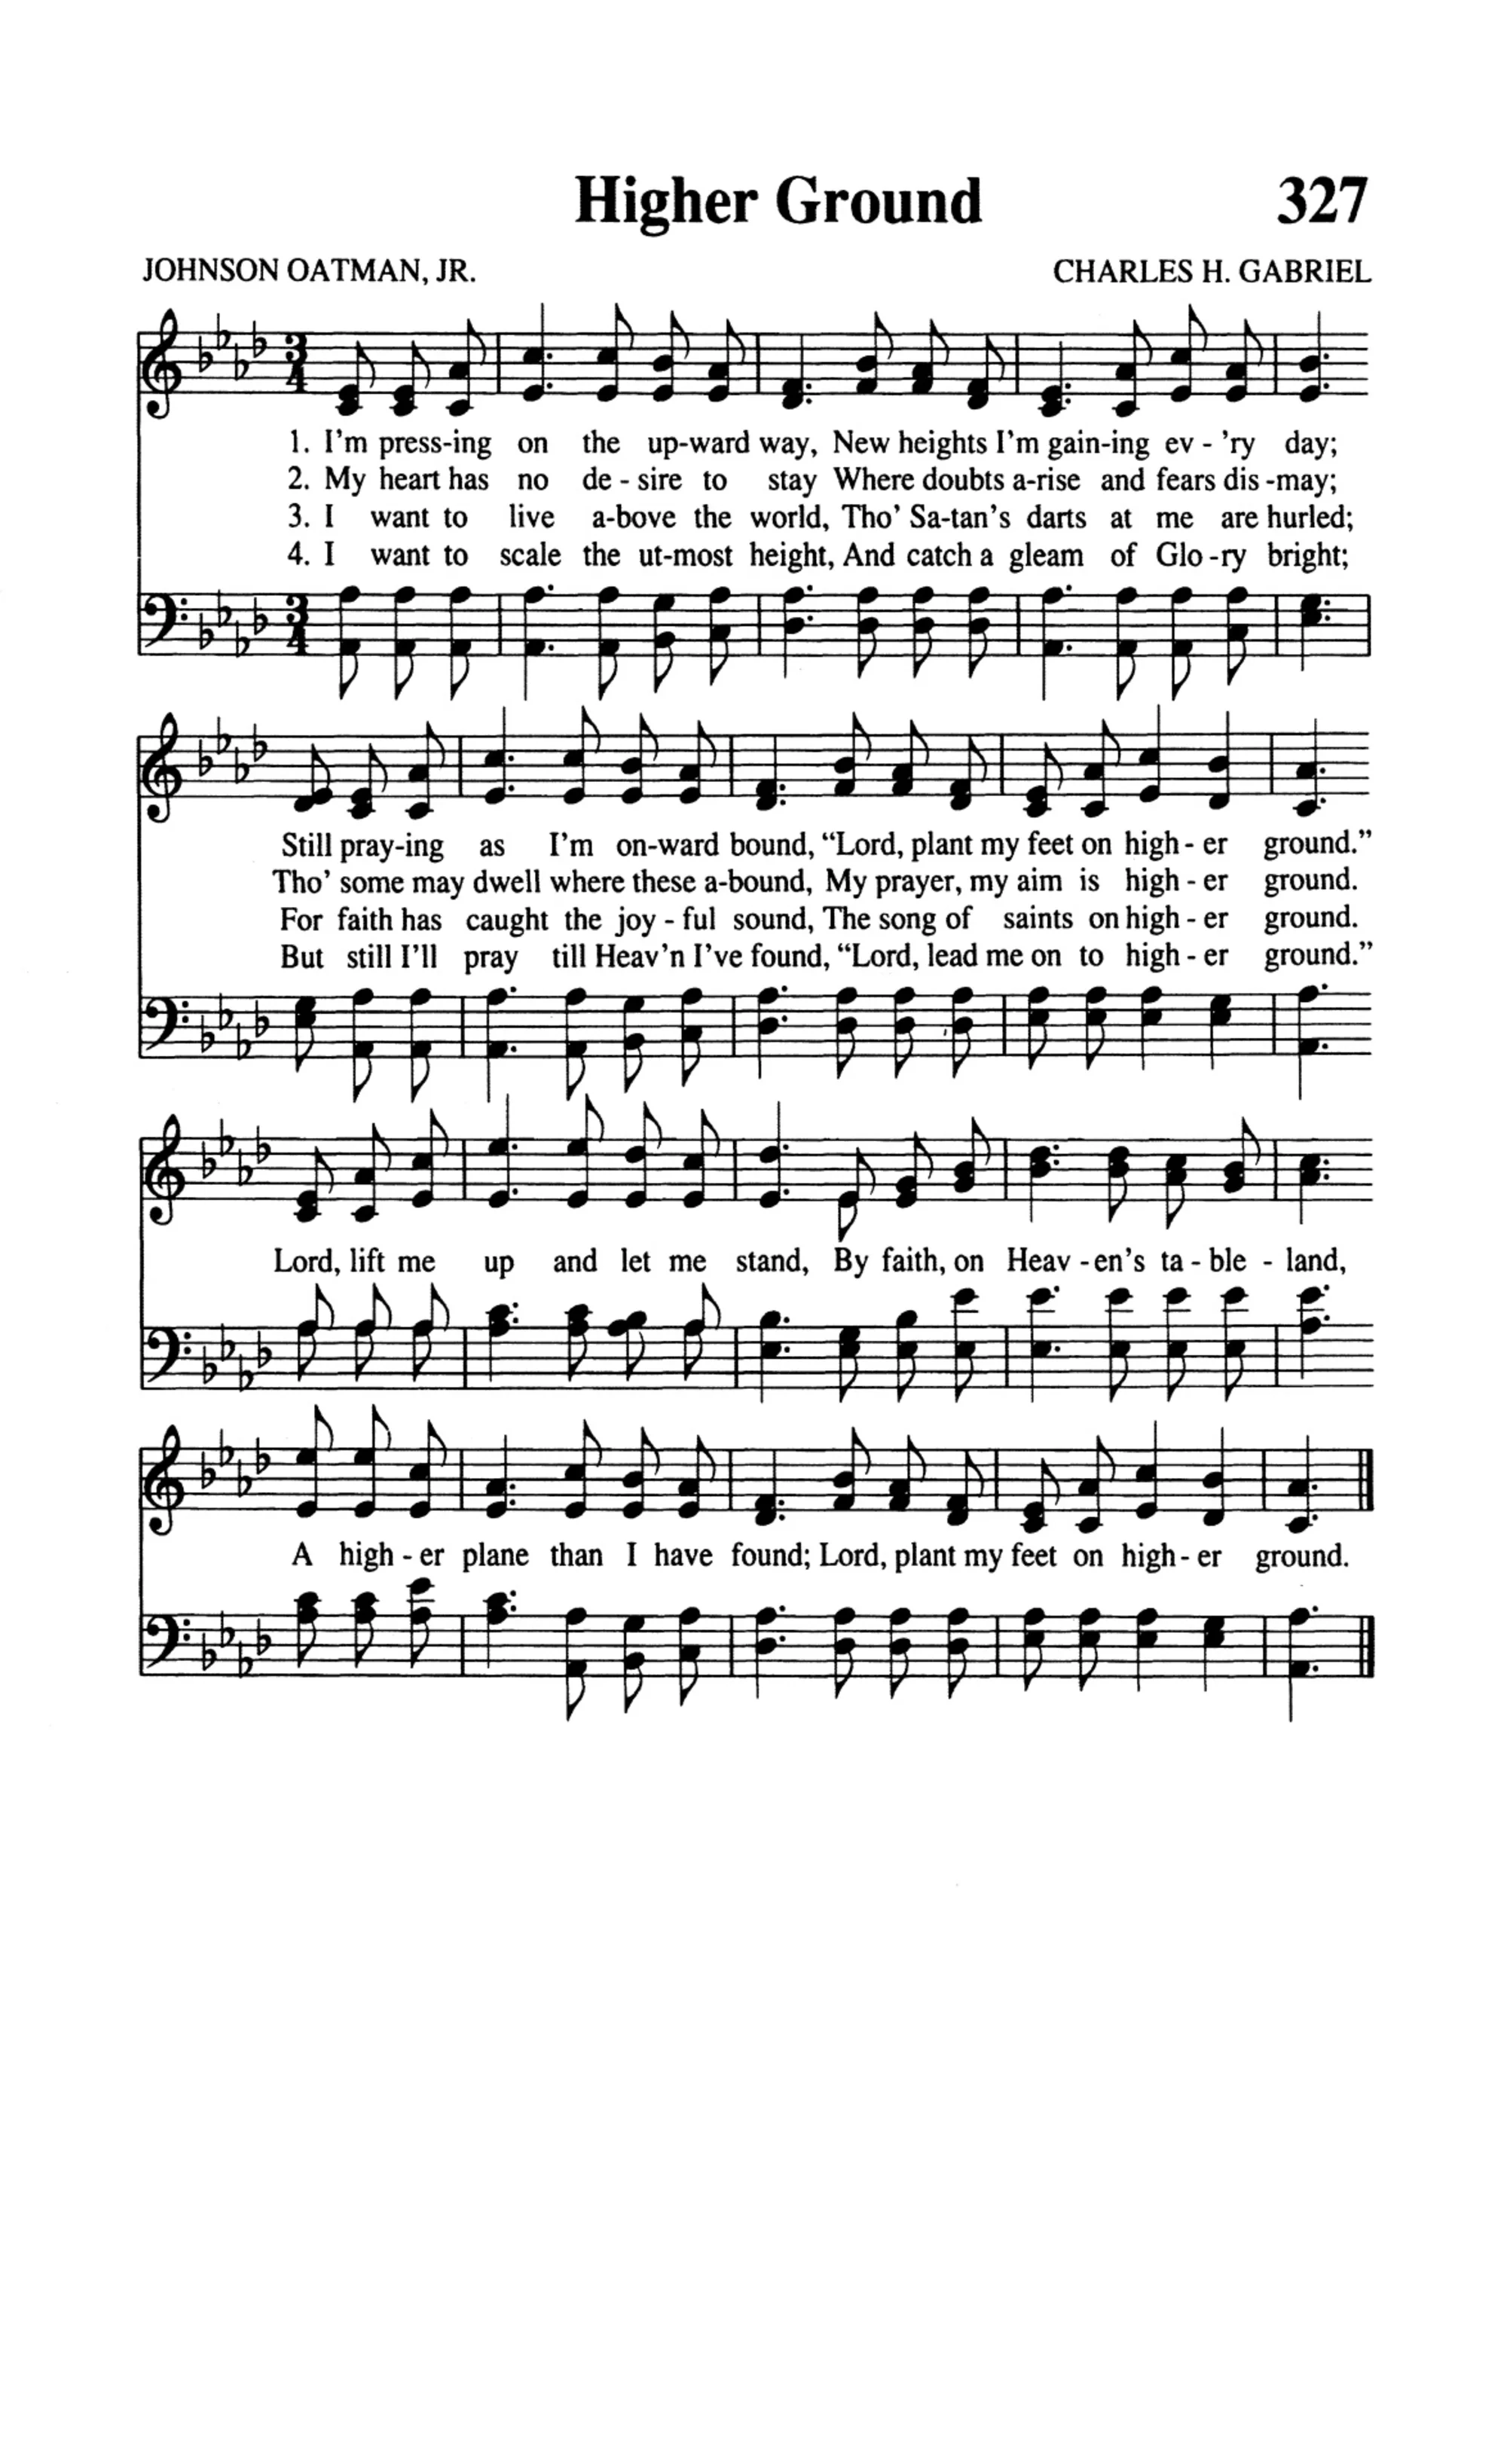 Higher Ground 327
JOHNSON OATMAN, JR. CHARLES H. GABRIEL
3
4
1. I'm press-ing on the up-ward way, New heights I'm gain-ing ev - 'ry day;
2. My heart has no de - sire to stay Where doubts a-rise and fears dis -may;
3. I want to live a-bove the world, Tho' Sa-tan's darts at me are hurled;
4. I want to scale the ut-most height, And catch a gleam of Glo -ry bright;
3
4
Still pray-ing as I'm on-ward bound, “Lord, plant my feet on high - er ground.”
Tho' some may dwell where these a-bound, My prayer, my aim is high - er ground.
For faith has caught the joy - ful sound, The song of saints on high - er ground.
But still I'll pray till Heav'n I've found, “Lord, lead me on to high - er ground.”
Lord, lift me up and let me stand, By faith, on Heav -en's ta - ble - land,
A high - er plane than I have found; Lord, plant my feet on high- er ground.